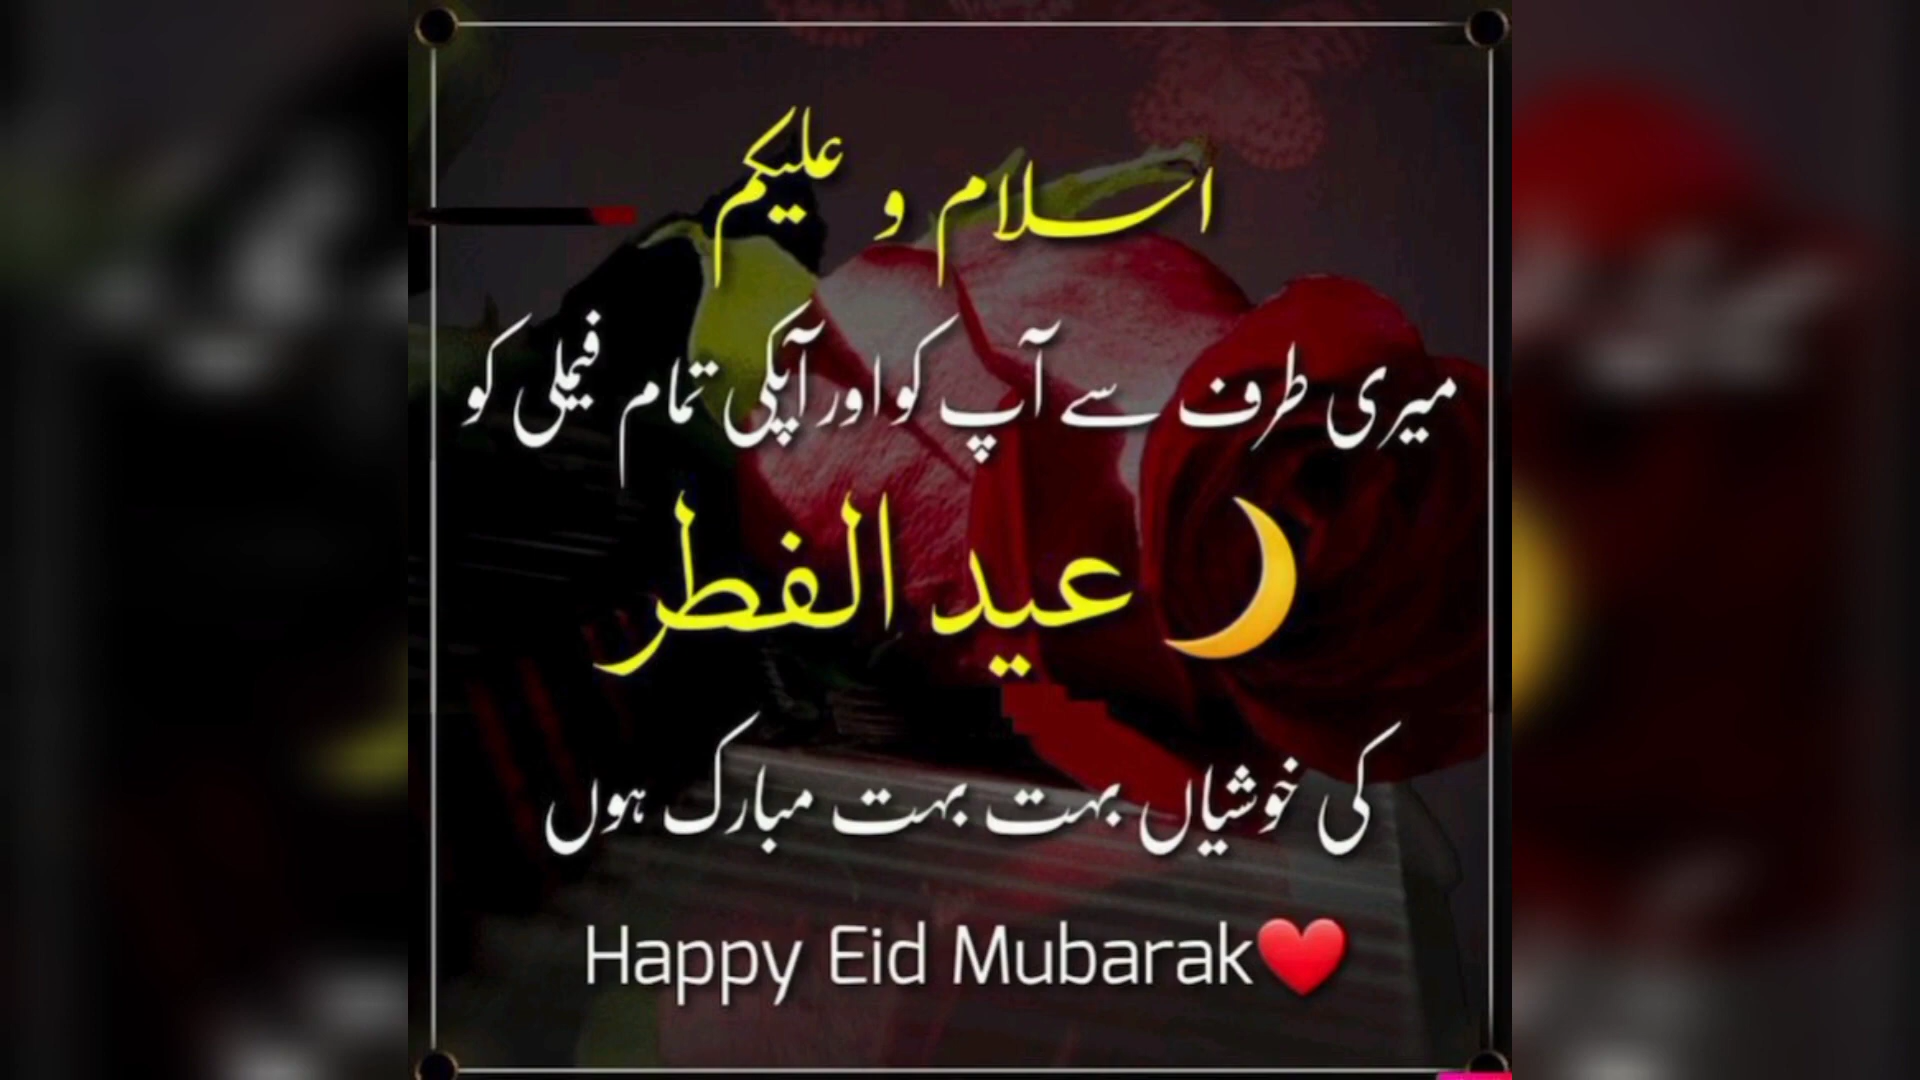 اسلام و علیکم
میری طرف سے آپ کو اور آپکی تمام فیملی کو
عید الفطر
کی خوشیاں بہت بہت مبارک ہوں
Happy Eid Mubarak